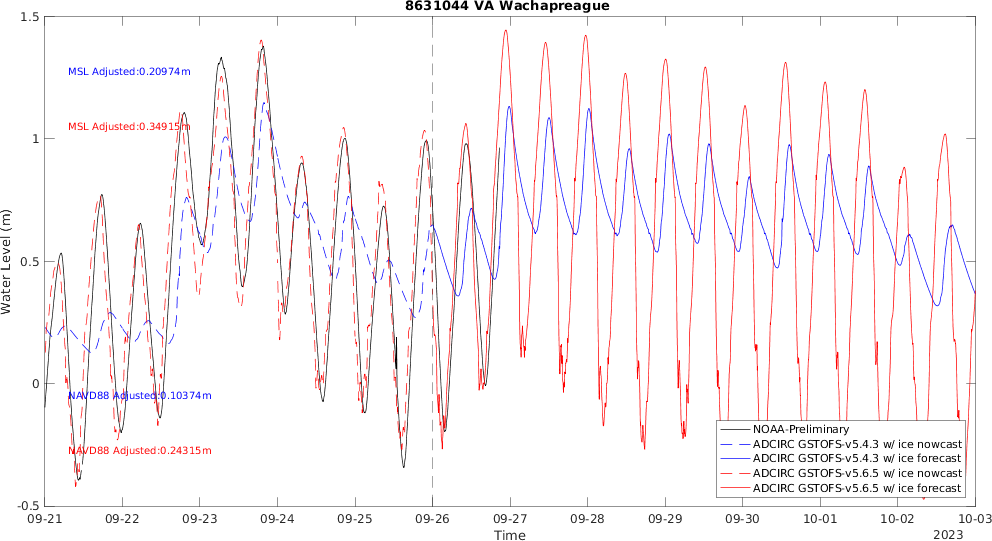 8631044 VA Wachapreague
1.5
MSL Adjusted:0.20974m
MSL Adjusted:0.34915m
1
Water Level (m)
0.5
0
NAVD88 Adjusted:0.10374m
NAVD88 Adjusted:0.24315m
-0.5
NOAA-Preliminary
ADCIRC GSTOFS-v5.4.3 w/ ice nowcast
ADCIRC GSTOFS-v5.4.3 w/ ice forecast
ADCIRC GSTOFS-v5.6.5 w/ ice nowcast
ADCIRC GSTOFS-v5.6.5 w/ ice forecast
09-21 09-22 09-23 09-24 09-25 09-26 09-27 09-28 09-29 09-30 10-01 10-02 10-03
Time
2023